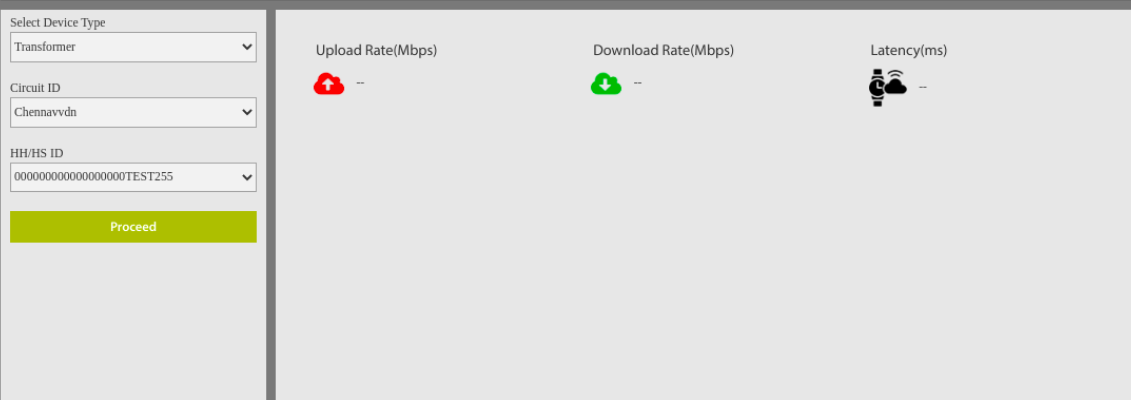 Select Device Type
Transformer
Circuit ID
Chennavvdn
HH/HS ID
000000000000000000TEST255
Proceed
Upload Rate(Mbps)
--
Download Rate(Mbps)
--
Latency(ms)
--